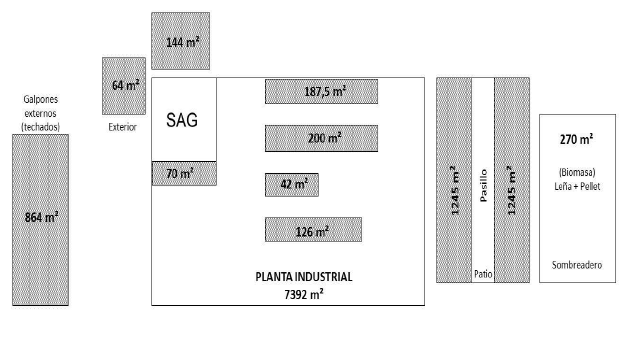 144 m²
64 m²
Exterior
Galpones
externos
(techados)
864 m²
SAG
70 m²
187,5 m²
200 m²
42 m²
126 m²
PLANTA INDUSTRIAL
7392 m²
1245 m²
Pasillo
1245 m²
Patio
270 m²
(Biomasa)
Leña + Pellet
Sombreadero